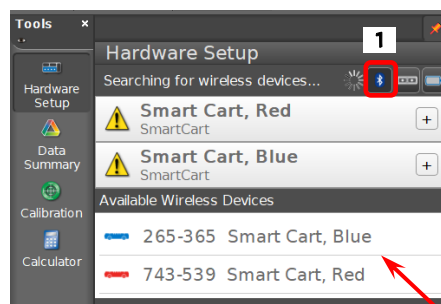 Tools ×
1
Hardware Setup
Searching for wireless devices...
Hardware
Setup
Smart Cart, Red
SmartCart
+
Data
Summary
Smart Cart, Blue
SmartCart
+
Calibration
Available Wireless Devices
Calculator
265-365 Smart Cart, Blue
743-539 Smart Cart, Red